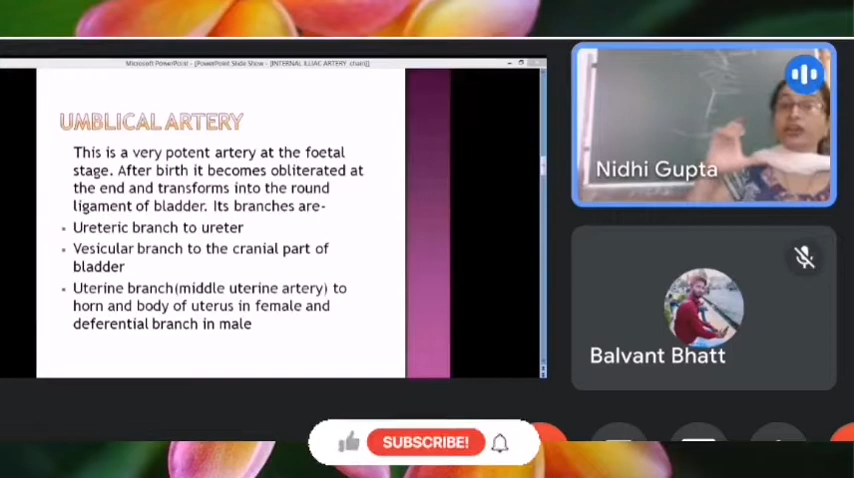 Microsoft PowerPoint - [PowerPoint Slide Show - [INTERNAL ILLIAC ARTERY_chain]]
UMBLICAL ARTERY
This is a very potent artery at the foetal
stage. After birth it becomes obliterated at
the end and transforms into the round
ligament of bladder. Its branches are-
Ureteric branch to ureter
Vesicular branch to the cranial part of
bladder
Uterine branch(middle uterine artery) to
horn and body of uterus in female and
deferential branch in male
Nidhi Gupta
Balvant Bhatt
SUBSCRIBE!